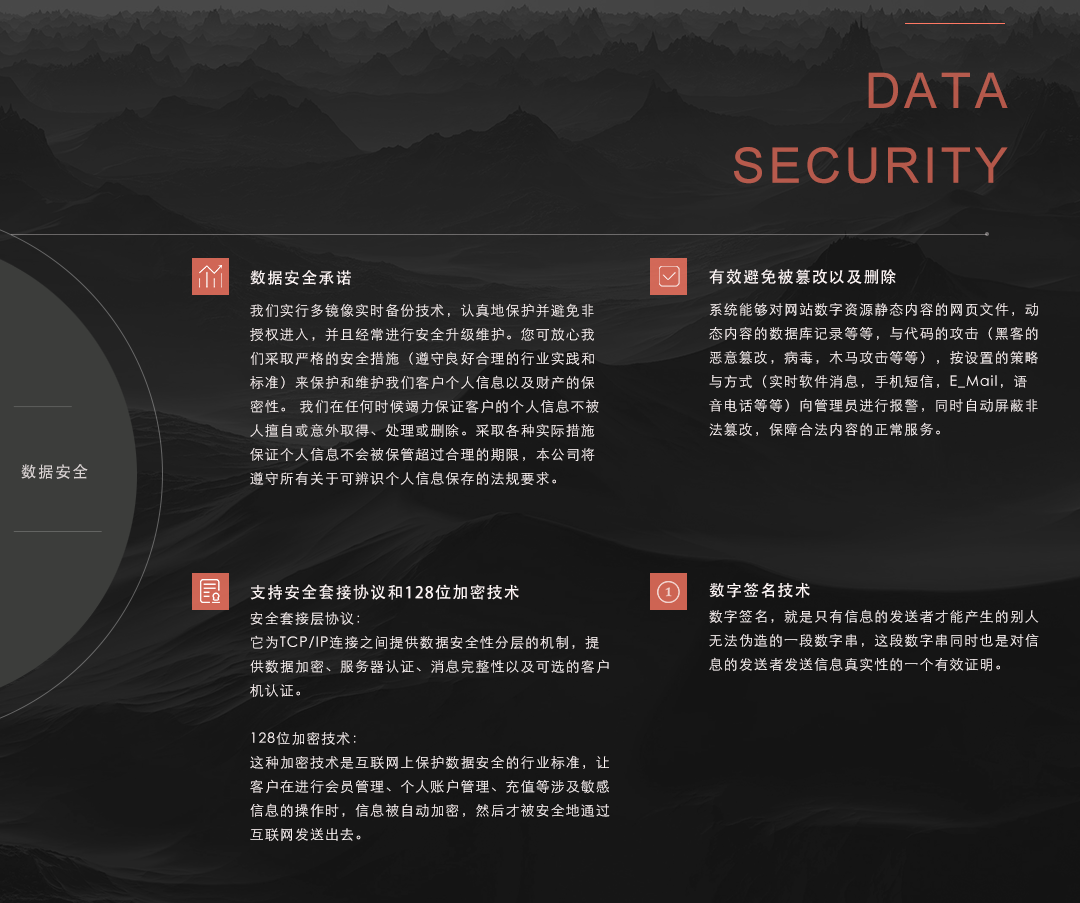 DATA
SECURITY
数据安全
数据安全承诺
我们实行多镜像实时备份技术，认真地保护并避免非
授权进入，并且经常进行安全升级维护。您可放心我
们采取严格的安全措施（遵守良好合理的行业实践和
标准）来保护和维护我们客户个人信息以及财产的保
密性。 我们在任何时候竭力保证客户的个人信息不被
人擅自或意外取得、处理或删除。采取各种实际措施
保证个人信息不会被保管超过合理的期限，本公司将
遵守所有关于可辨识个人信息保存的法规要求。
有效避免被篡改以及删除
系统能够对网站数字资源静态内容的网页文件，动
态内容的数据库记录等等，与代码的攻击（黑客的
恶意篡改，病毒，木马攻击等等），按设置的策略
与方式（实时软件消息，手机短信，E_Mail，语
音电话等等）向管理员进行报警，同时自动屏蔽非
法篡改，保障合法内容的正常服务。
支持安全套接协议和128位加密技术
安全套接层协议：
它为TCP/IP连接之间提供数据安全性分层的机制，提
供数据加密、服务器认证、消息完整性以及可选的客户
机认证。
128位加密技术：
这种加密技术是互联网上保护数据安全的行业标准，让
客户在进行会员管理、个人账户管理、充值等涉及敏感
信息的操作时，信息被自动加密，然后才被安全地通过
互联网发送出去。
1
数字签名技术
数字签名，就是只有信息的发送者才能产生的别人
无法伪造的一段数字串，这段数字串同时也是对信
息的发送者发送信息真实性的一个有效证明。